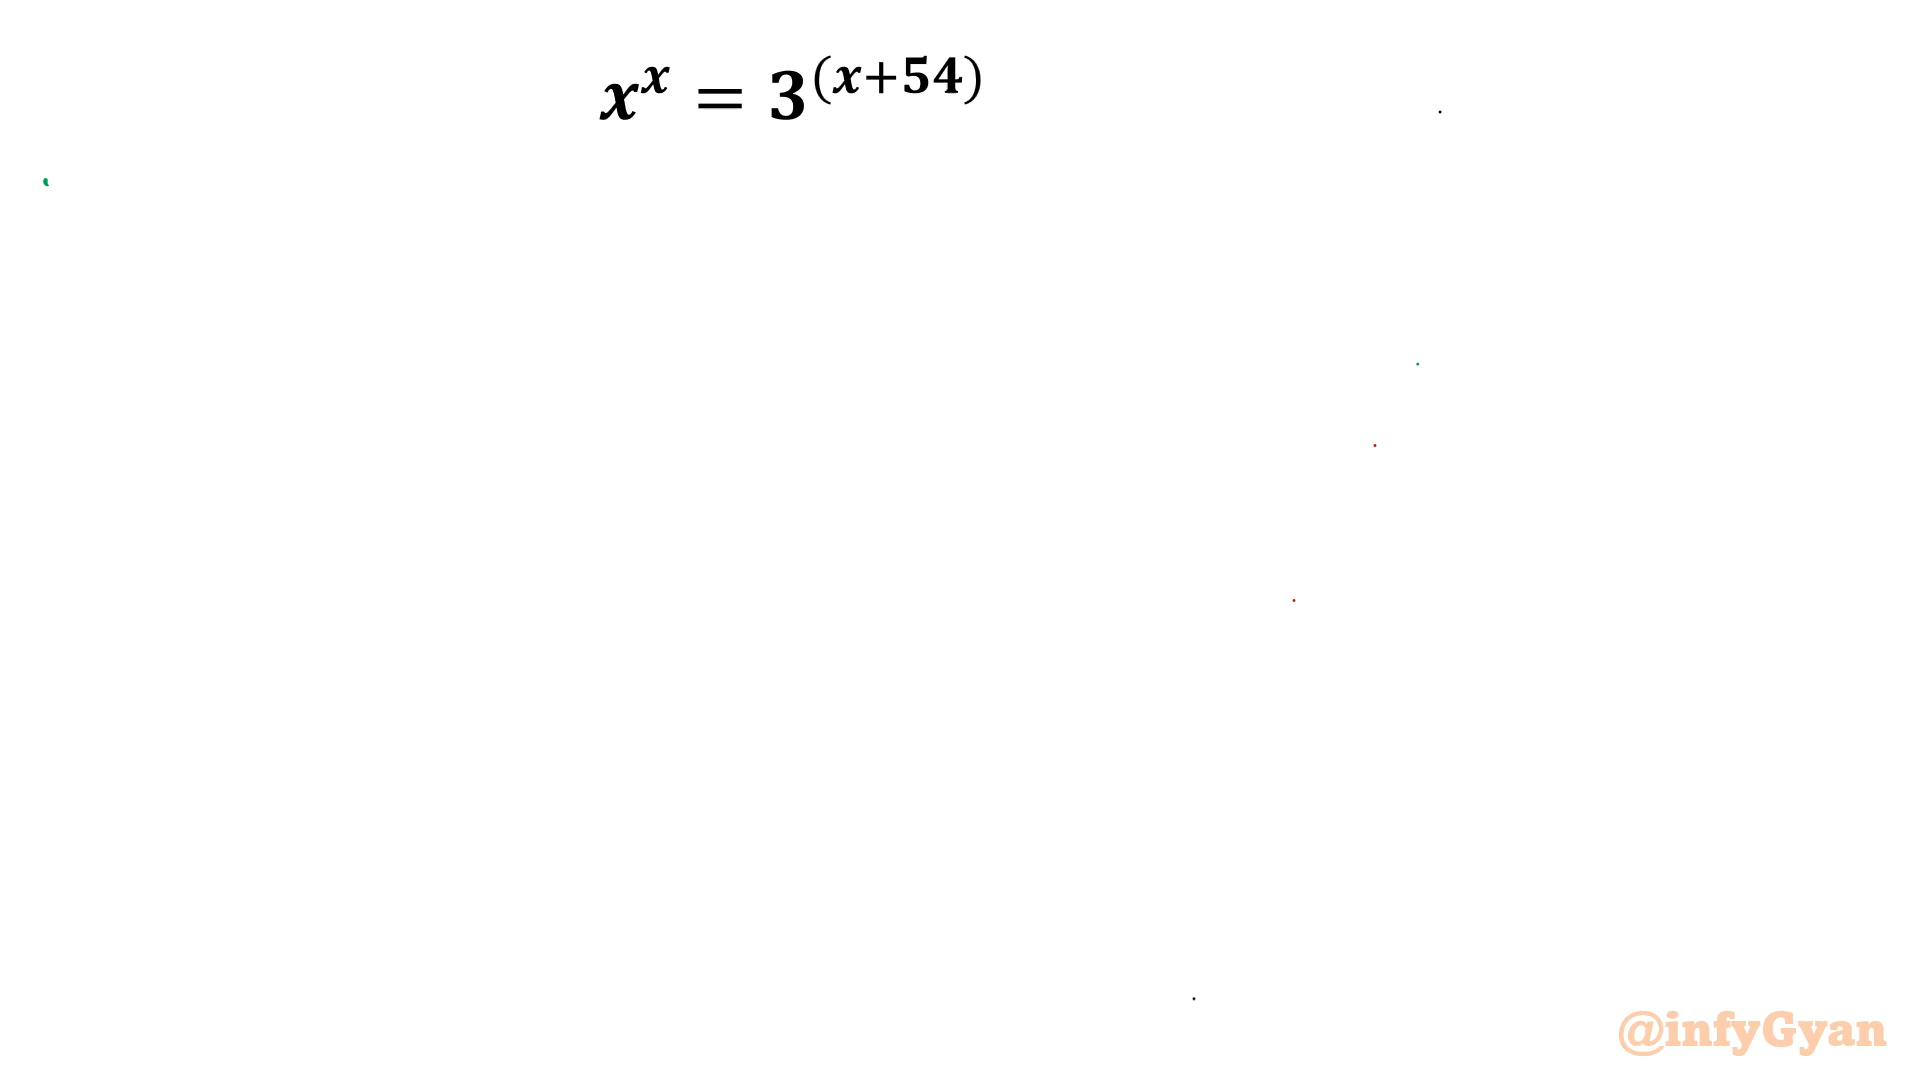 x^x = 3^(x+54)
@infyGyan